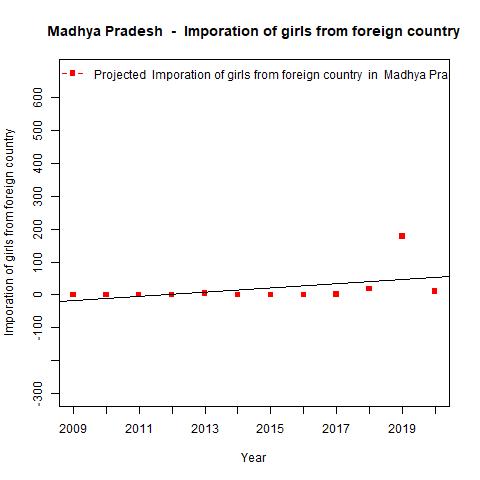 Madhya Pradesh - Imporation of girls from foreign country
Projected Imporation of girls from foreign country in Madhya Pra
Imporation of girls from foreign country
600
500
400
300
200
100
0
-100
-300
2009 2011 2013 2015 2017 2019
Year